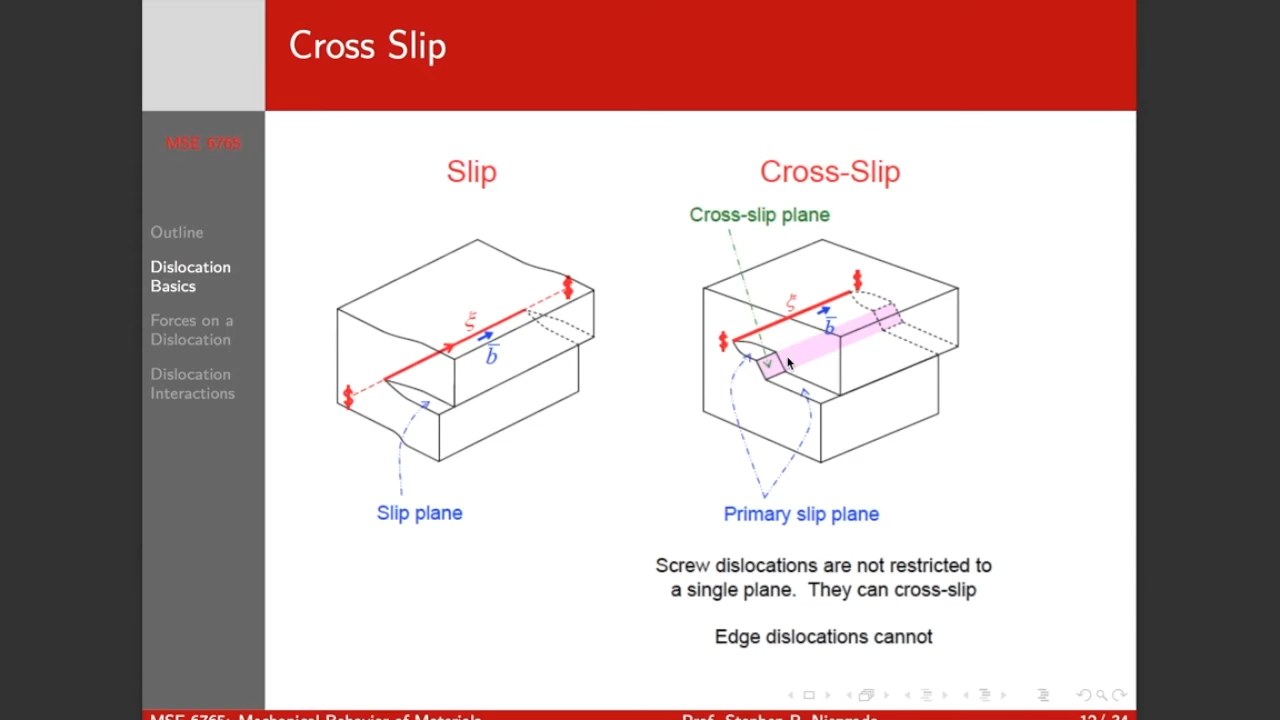 Cross Slip
MSE 6765
Outline
Dislocation
Basics
Forces on a
Dislocation
Dislocation
Interactions
Slip
ξ
b
Slip plane
Cross-Slip
Cross-slip plane
ξ
b
Primary slip plane
Screw dislocations are not restricted to
a single plane. They can cross-slip
Edge dislocations cannot
MSE 6765: Mechanical Behavior of Materials
Prof. Stephen
12 / 34